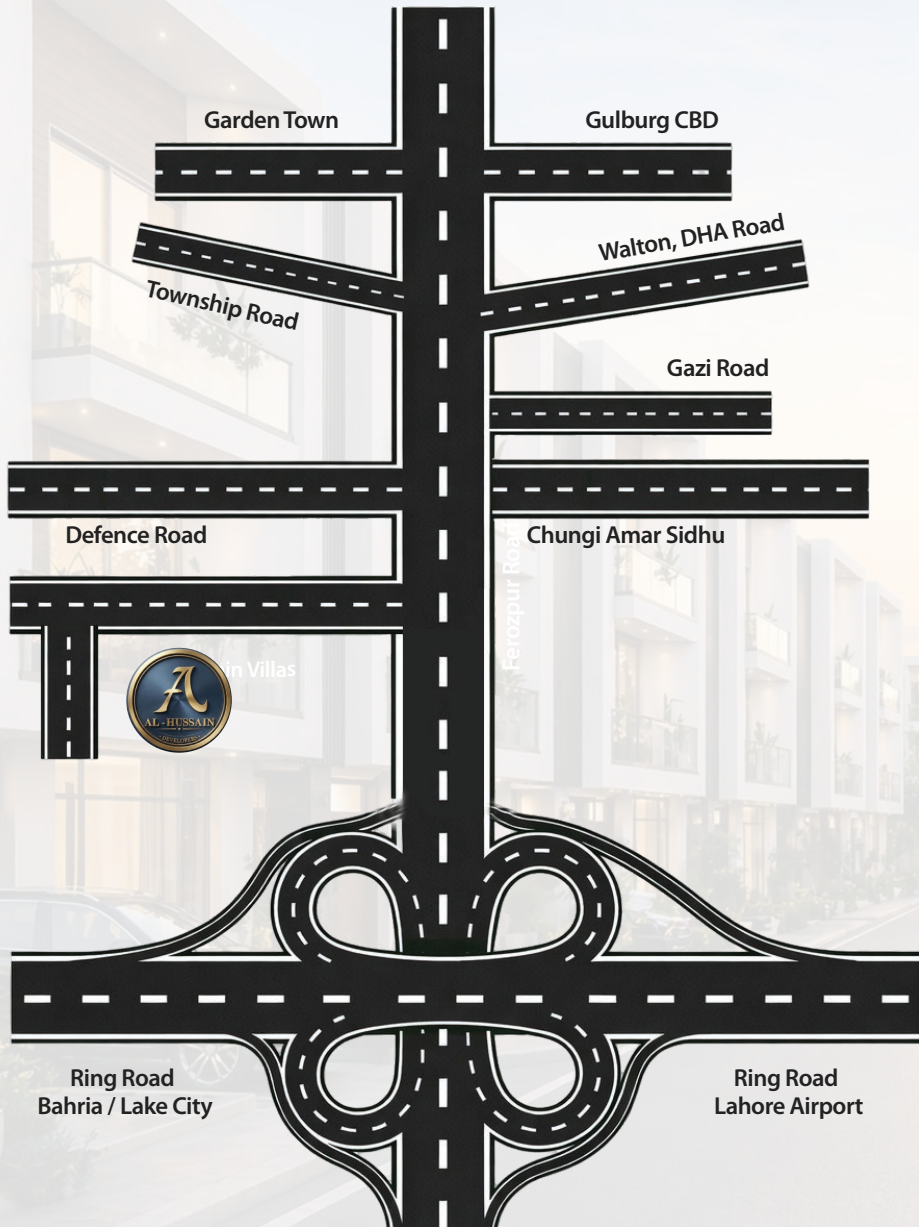 Garden Town
Gulburg CBD
Walton, DHA Road
Township Road
Gazi Road
Defence Road
Chungi Amar Sidhu
Ferozpur Road
in Villas
A
AL-HUSSAIN
DEVELOPERS
Ring Road
Bahria / Lake City
Ring Road
Lahore Airport